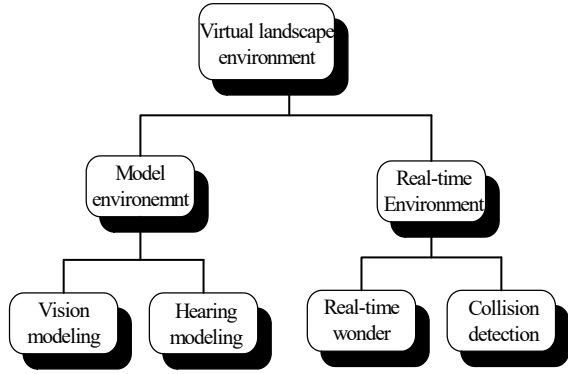 Virtual landscape
environment
Model
environemnt
Real-time
Environment
Vision
modeling
Hearing
modeling
Real-time
wonder
Collision
detection